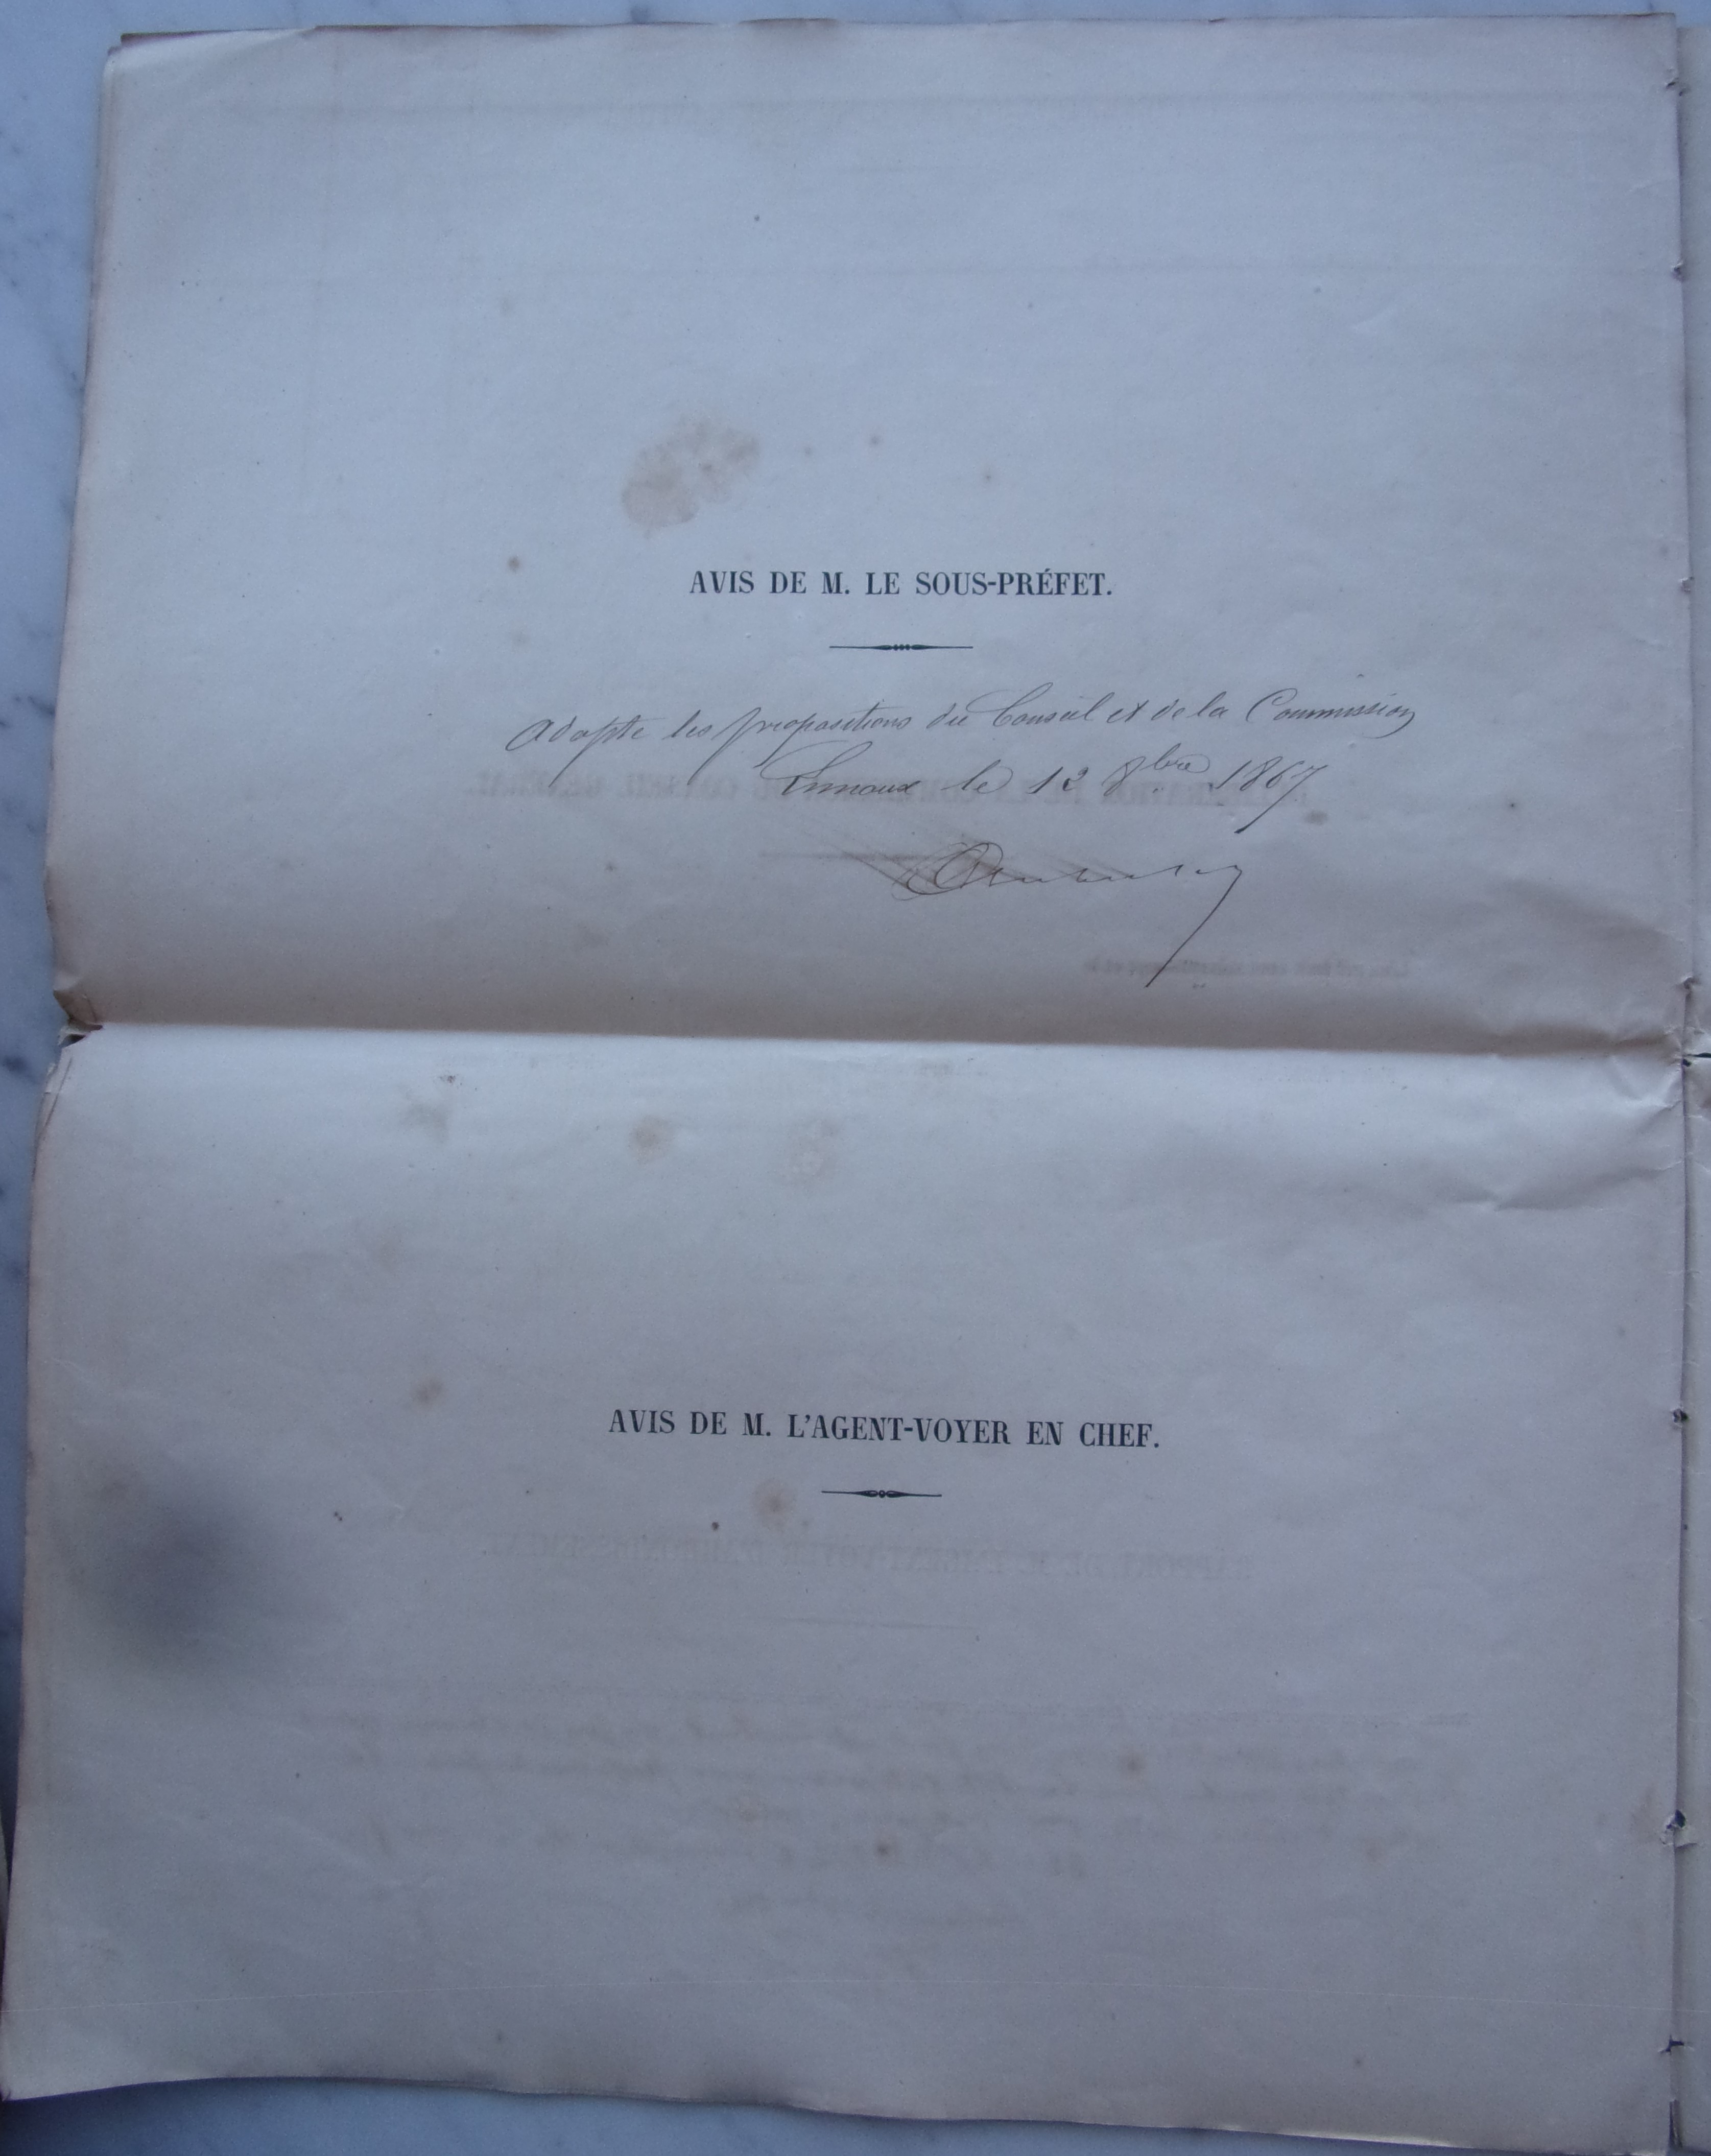 AVIS DE M. LE SOUS-PRÉFET.
Adopte les propositions du Conseil et de la Commission
Limoux le 12 8bre 1867
AVIS DE M. L'AGENT-VOYER EN CHEF.